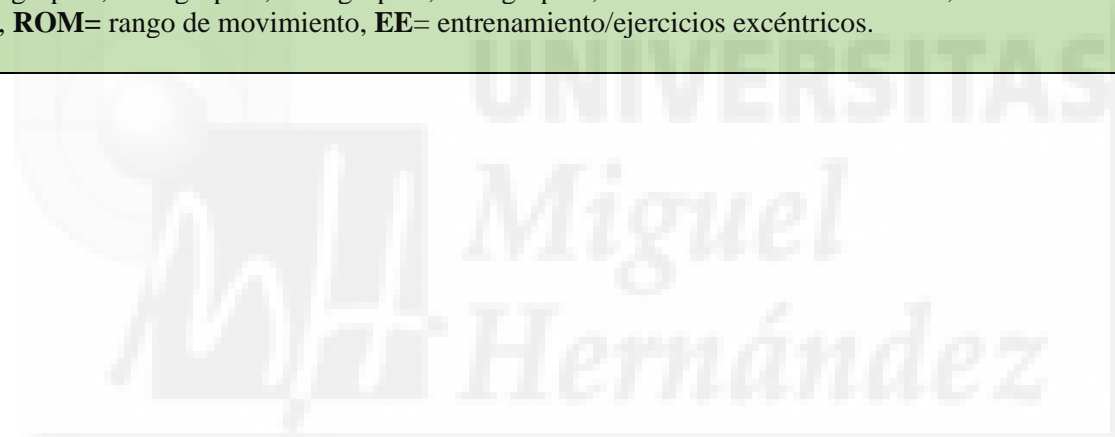 , ROM= rango de movimiento, EE= entrenamiento/ejercicios excéntricos.
UNIVERSITAS
Miguel
Hernández